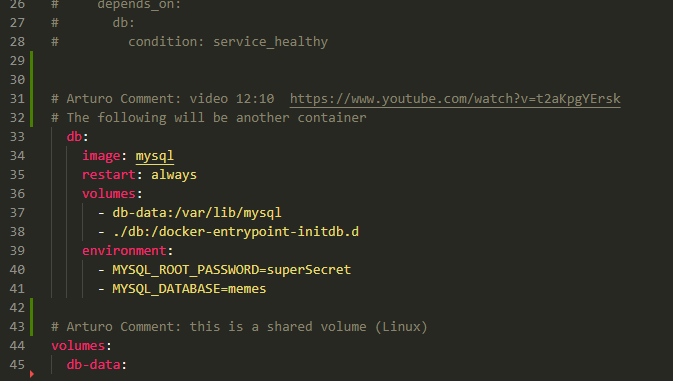 26 #     depends_on:
27 #       db:
28 #         condition: service_healthy
29
30
31 # Arturo Comment: video 12:10  https://www.youtube.com/watch?v=t2aKpgYErsk
32 # The following will be another container
33   db:
34     image: mysql
35     restart: always
36     volumes:
37       - db-data:/var/lib/mysql
38       - ./db:/docker-entrypoint-initdb.d
39     environment:
40       - MYSQL_ROOT_PASSWORD=superSecret
41       - MYSQL_DATABASE=memes
42
43 # Arturo Comment: this is a shared volume (Linux)
44 volumes:
45   db-data: